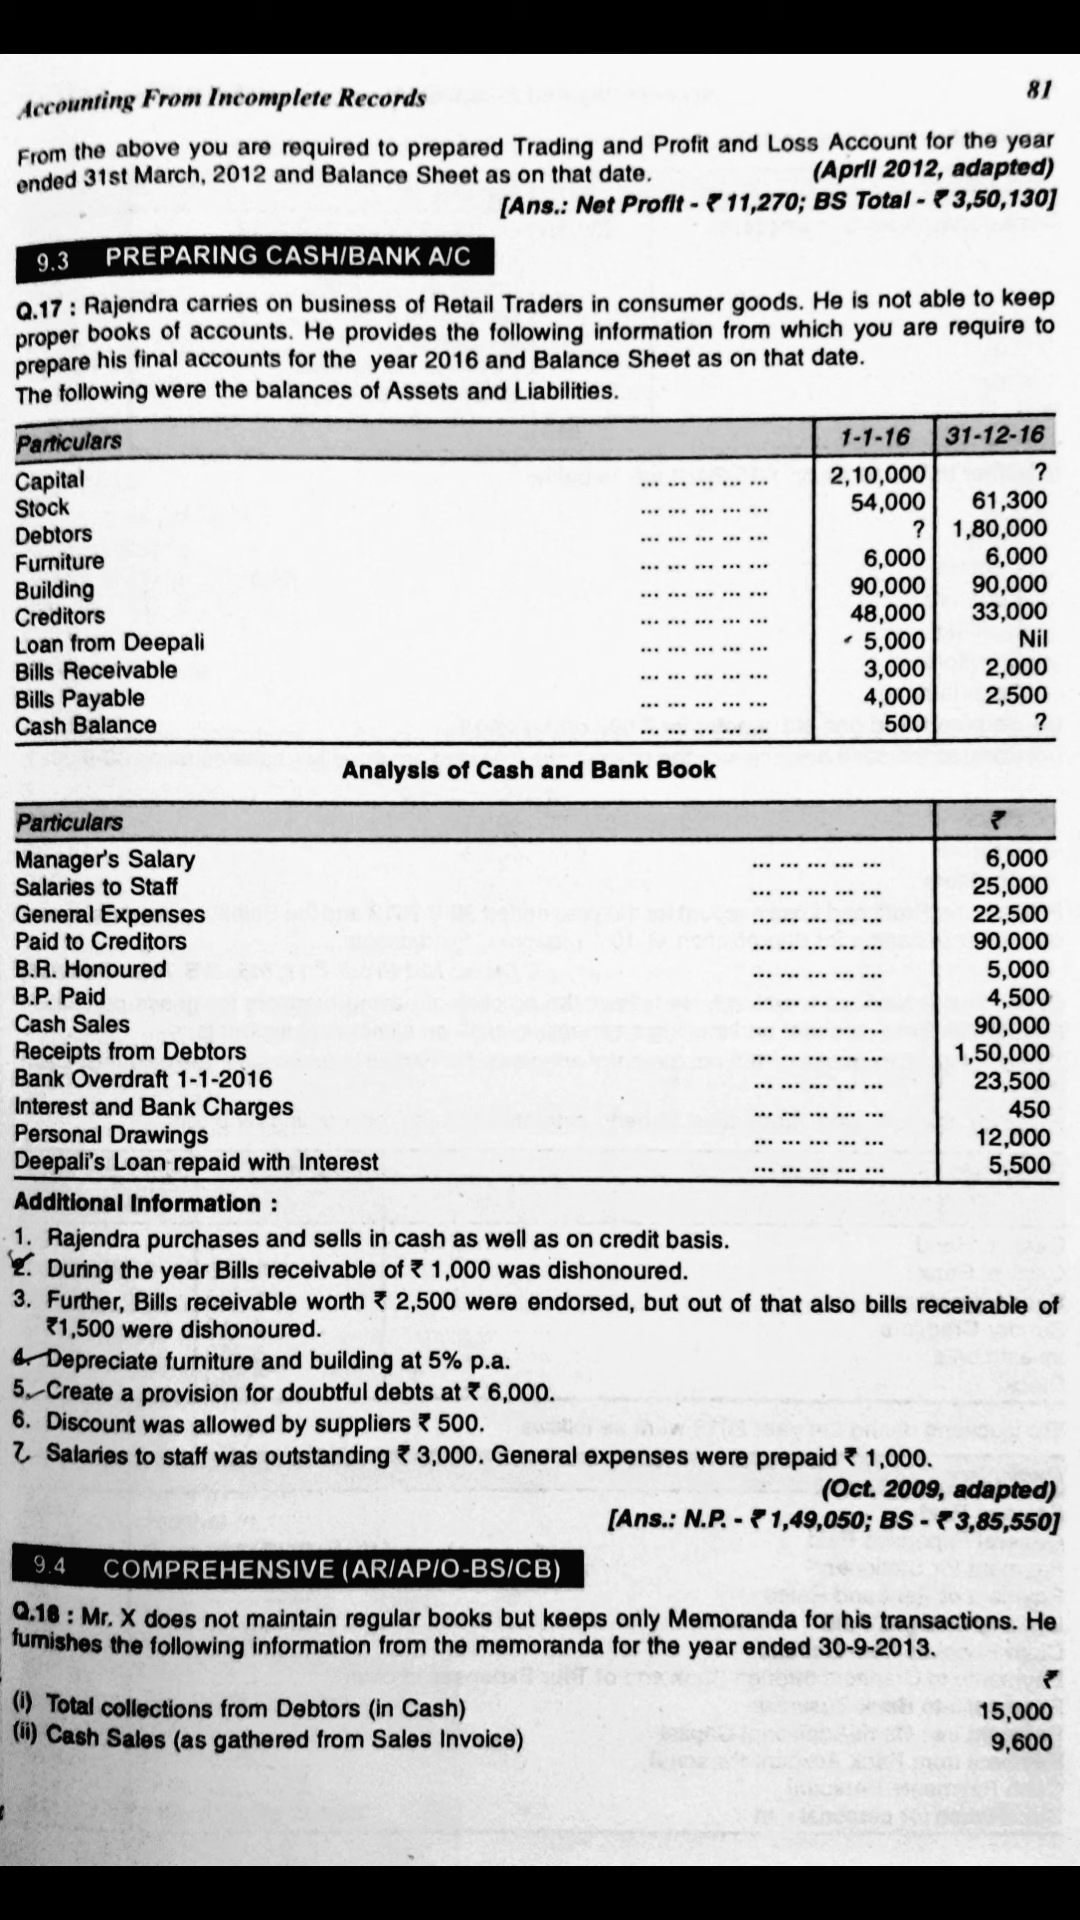 Accounting From Incomplete Records 81
From the above you are required to prepared Trading and Profit and Loss Account for the year
ended 31st March, 2012 and Balance Sheet as on that date. (April 2012, adapted)
[Ans.: Net Profit - ₹ 11,270; BS Total - ₹ 3,50,130]
9.3 PREPARING CASH/BANK A/C
Q.17 : Rajendra carries on business of Retail Traders in consumer goods. He is not able to keep
proper books of accounts. He provides the following information from which you are require to
prepare his final accounts for the year 2016 and Balance Sheet as on that date.
The following were the balances of Assets and Liabilities.
Particulars 1-1-16 31-12-16
Capital ... ... ... ... ... 2,10,000 ?
Stock ... ... ... ... ... 54,000 61,300
Debtors ... ... ... ... ... ? 1,80,000
Furniture ... ... ... ... ... 6,000 6,000
Building ... ... ... ... ... 90,000 90,000
Creditors ... ... ... ... ... 48,000 33,000
Loan from Deepali ... ... ... ... ... 5,000 Nil
Bills Receivable ... ... ... ... ... 3,000 2,000
Bills Payable ... ... ... ... ... 4,000 2,500
Cash Balance ... ... ... ... ... 500 ?
Analysis of Cash and Bank Book
Particulars ₹
Manager's Salary ... ... ... ... ... 6,000
Salaries to Staff ... ... ... ... ... 25,000
General Expenses ... ... ... ... ... 22,500
Paid to Creditors ... ... ... ... ... 90,000
B.R. Honoured ... ... ... ... ... 5,000
B.P. Paid ... ... ... ... ... 4,500
Cash Sales ... ... ... ... ... 90,000
Receipts from Debtors ... ... ... ... ... 1,50,000
Bank Overdraft 1-1-2016 ... ... ... ... ... 23,500
Interest and Bank Charges ... ... ... ... ... 450
Personal Drawings ... ... ... ... ... 12,000
Deepali's Loan repaid with Interest ... ... ... ... ... 5,500
Additional Information :
1. Rajendra purchases and sells in cash as well as on credit basis.
2. During the year Bills receivable of ₹ 1,000 was dishonoured.
3. Further, Bills receivable worth ₹ 2,500 were endorsed, but out of that also bills receivable of
₹1,500 were dishonoured.
4. Depreciate furniture and building at 5% p.a.
5. Create a provision for doubtful debts at ₹ 6,000.
6. Discount was allowed by suppliers ₹ 500.
7. Salaries to staff was outstanding ₹ 3,000. General expenses were prepaid ₹ 1,000.
(Oct. 2009, adapted)
[Ans.: N.P. - ₹ 1,49,050; BS - ₹ 3,85,550]
9.4 COMPREHENSIVE (AR/AP/O-BS/CB)
Q.18 : Mr. X does not maintain regular books but keeps only Memoranda for his transactions. He
furnishes the following information from the memoranda for the year ended 30-9-2013.
₹
(i) Total collections from Debtors (in Cash) 15,000
(ii) Cash Sales (as gathered from Sales Invoice) 9,600